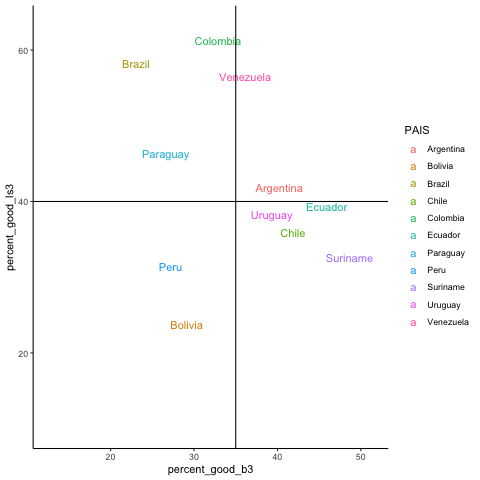 60
Colombia
Brazil
Venezuela
Paraguay
Argentina
40
Ecuador
Uruguay
Chile
Suriname
Peru
Bolivia
20
percent_good_ls3
20
30
40
50
percent_good_b3
PAIS
a Argentina
a Bolivia
a Brazil
a Chile
a Colombia
a Ecuador
a Paraguay
a Peru
a Suriname
a Uruguay
a Venezuela